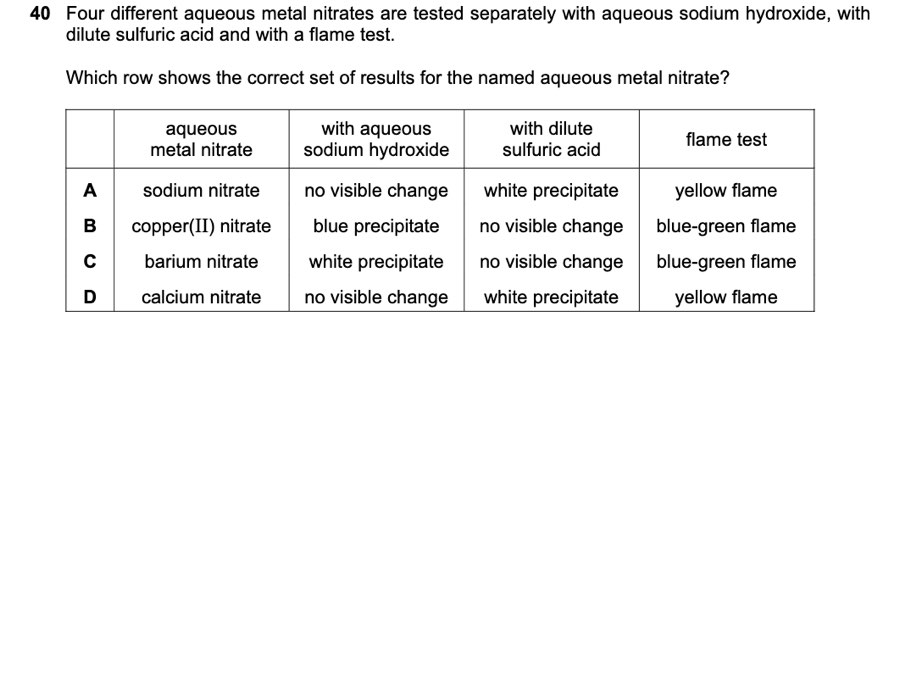 40 Four different aqueous metal nitrates are tested separately with aqueous sodium hydroxide, with
dilute sulfuric acid and with a flame test.
Which row shows the correct set of results for the named aqueous metal nitrate?
aqueous metal nitrate with aqueous sodium hydroxide with dilute sulfuric acid flame test
A sodium nitrate no visible change white precipitate yellow flame
B copper(II) nitrate blue precipitate no visible change blue-green flame
C barium nitrate white precipitate no visible change blue-green flame
D calcium nitrate no visible change white precipitate yellow flame